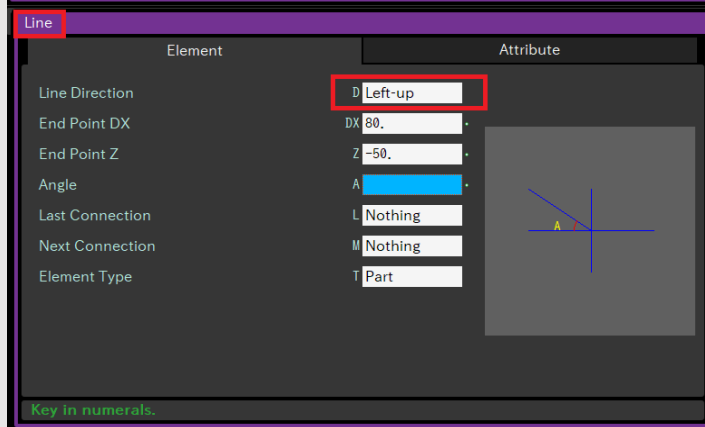 Line
Element Attribute
Line Direction D Left-up
End Point DX DX 80.
End Point Z Z -50.
Angle A
A
Last Connection L Nothing
Next Connection M Nothing
Element Type T Part
Key in numerals.